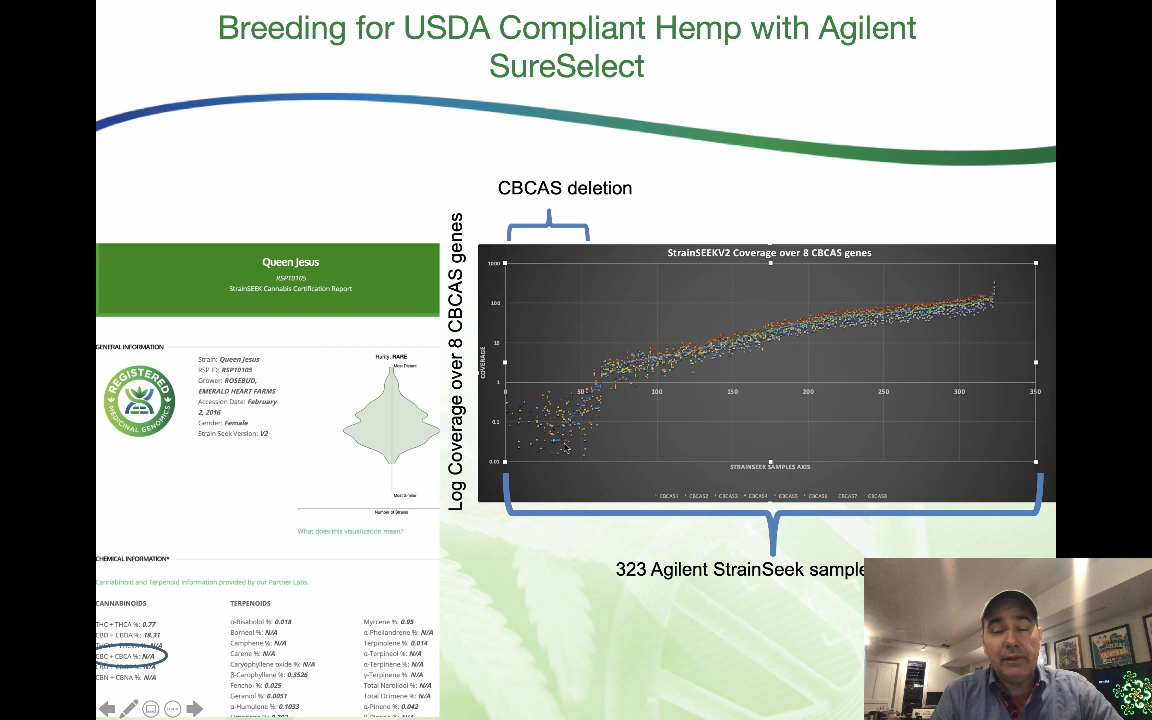 Breeding for USDA Compliant Hemp with Agilent
SureSelect
CBCAS deletion
Log Coverage over 8 CBCAS genes
StrainSEEKV2 Coverage over 8 CBCAS genes
1000
100
10
1
0.1
0.01
COVERAGE
0 50 100 150 200 250 300 350
STRAINSEEK SAMPLES AXIS
CBCAS1 CBCAS2 CBCAS3 CBCAS4 CBCAS5 CBCAS6 CBCAS7 CBCAS8
323 Agilent StrainSeek sample
Queen Jesus
RSP10105
StrainSEEK Cannabis Certification Report
GENERAL INFORMATION
REGISTERED
MEDICINAL GENOMICS
Strain: Queen Jesus
RSP ID: RSP10105
Grower: ROSEBUD,
EMERALD HEART FARMS
Accession Date: February
2, 2016
Gender: Female
Strain Seek Version: V2
Rarity: RARE
Most Distant
Most Similar
Number of Strains
What does this visualization mean?
CHEMICAL INFORMATION*
Cannabinoid and Terpenoid information provided by our Partner Labs.
CANNABINOIDS
THC + THCA %: 0.77
CBD + CBDA %: 18.31
CBC + CBCA %: N/A
CBN + CBNA %: N/A
TERPENOIDS
α-Bisabolol %: 0.018
Borneol %: N/A
Camphene %: N/A
Carene %: N/A
Caryophyllene oxide %: N/A
β-Carophyllene %: 0.3526
Fenchol %: 0.025
Geraniol %: 0.0051
α-Humulene %: 0.1033
Myrcene %: 0.95
α-Phellandrene %: N/A
Terpinolene %: 0.014
α-Terpineol %: N/A
α-Terpinene %: N/A
γ-Terpinene %: N/A
Total Nerolidol %: N/A
Total Ocimene %: N/A
α-Pinene %: 0.042